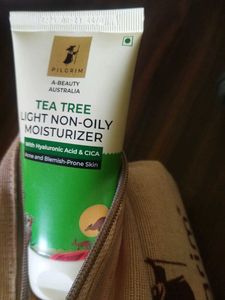 PILGRIM
A-BEAUTY
AUSTRALIA
TEA TREE
LIGHT NON-OILY
MOISTURIZER
With Hyaluronic Acid & CICA
Acne and Blemish-Prone Skin